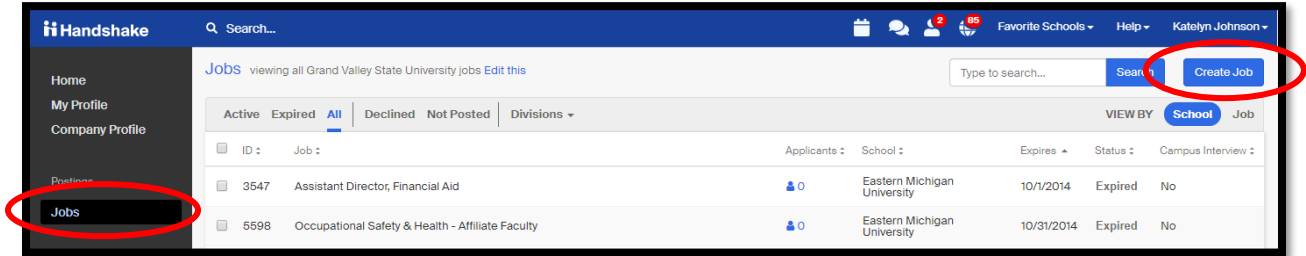 Handshake
Search...
2
85
Favorite Schools
Help
Katelyn Johnson
Home
My Profile
Company Profile
Postings
Jobs
Jobs viewing all Grand Valley State University jobs Edit this
Type to search...
Search
Create Job
Active Expired All Declined Not Posted Divisions
VIEW BY School Job
ID Job Applicants School Expires Status Campus Interview
3547 Assistant Director, Financial Aid 0 Eastern Michigan University 10/1/2014 Expired No
5598 Occupational Safety & Health - Affiliate Faculty 0 Eastern Michigan University 10/31/2014 Expired No